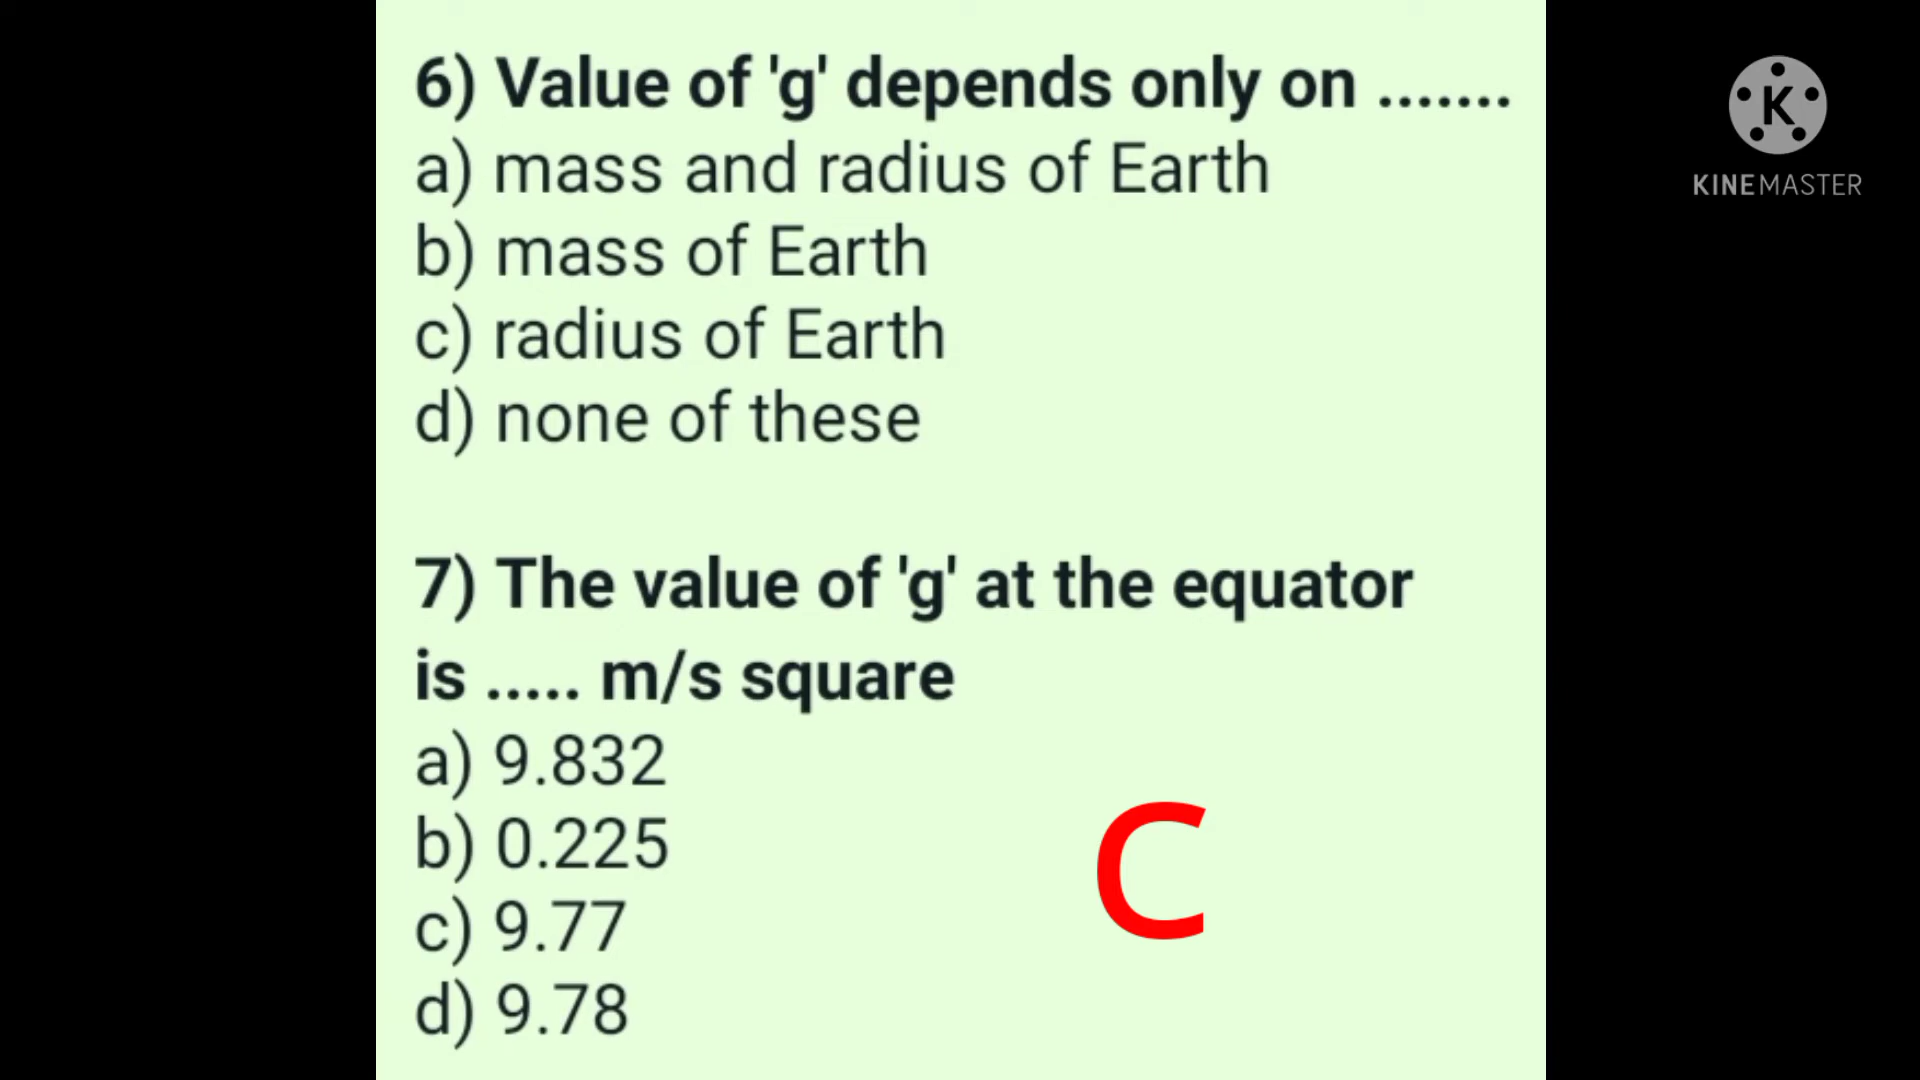 6) Value of 'g' depends only on .......
a) mass and radius of Earth
b) mass of Earth
c) radius of Earth
d) none of these
7) The value of 'g' at the equator
is ..... m/s square
a) 9.832
b) 0.225
c) 9.77
d) 9.78
C
K
KINEMASTER